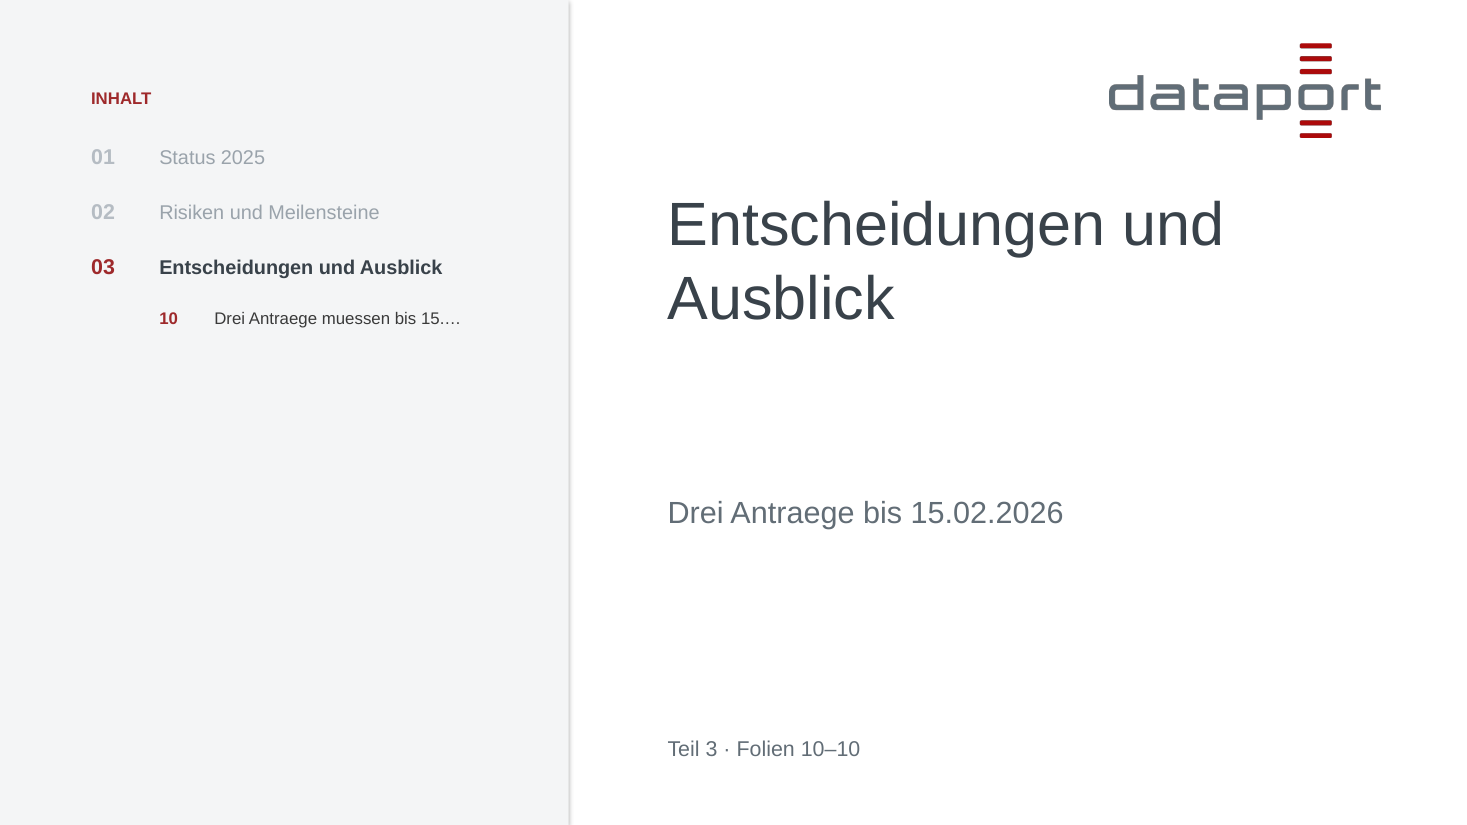 INHALT
01 Status 2025
02 Risiken und Meilensteine
03 Entscheidungen und Ausblick
10 Drei Antraege muessen bis 15.…
dataport
Entscheidungen und
Ausblick
Drei Antraege bis 15.02.2026
Teil 3 · Folien 10–10